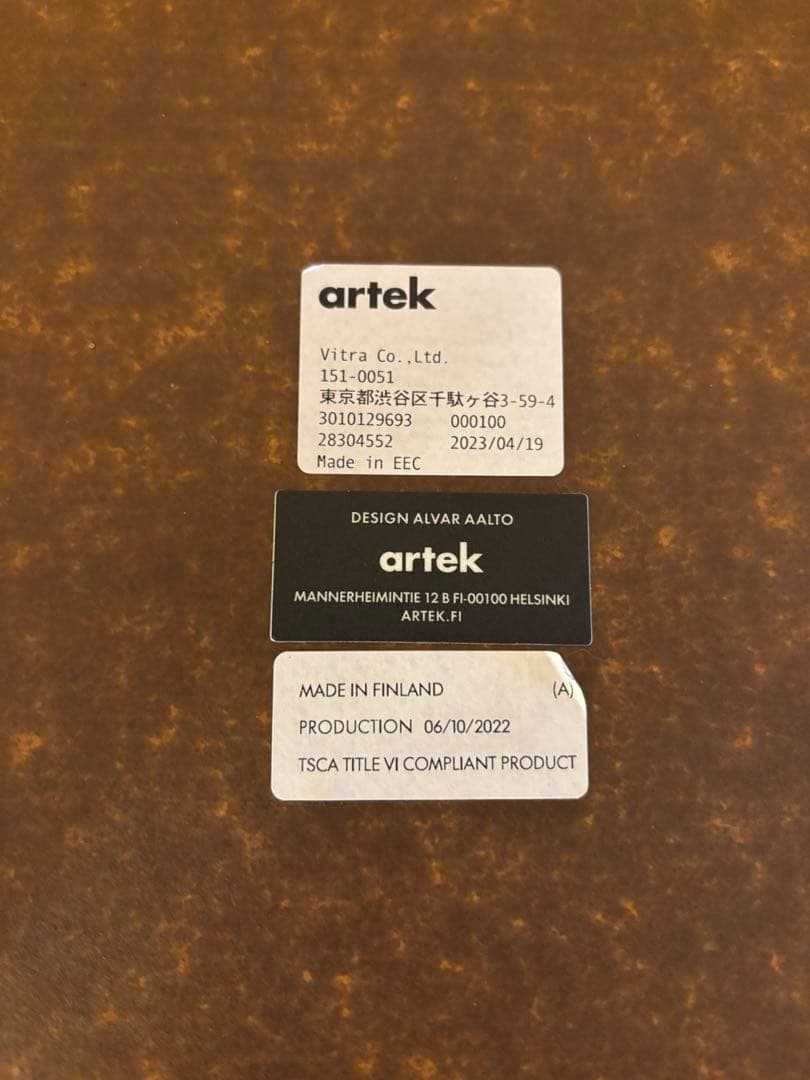 artek
Vitra Co.,Ltd.
151-0051
東京都渋谷区千駄ヶ谷3-59-4
3010129693 000100
28304552 2023/04/19
Made in EEC
DESIGN ALVAR AALTO
artek
MANNERHEIMINTIE 12 B FI-00100 HELSINKI
ARTEK.FI
MADE IN FINLAND (A)
PRODUCTION 06/10/2022
TSCA TITLE VI COMPLIANT PRODUCT